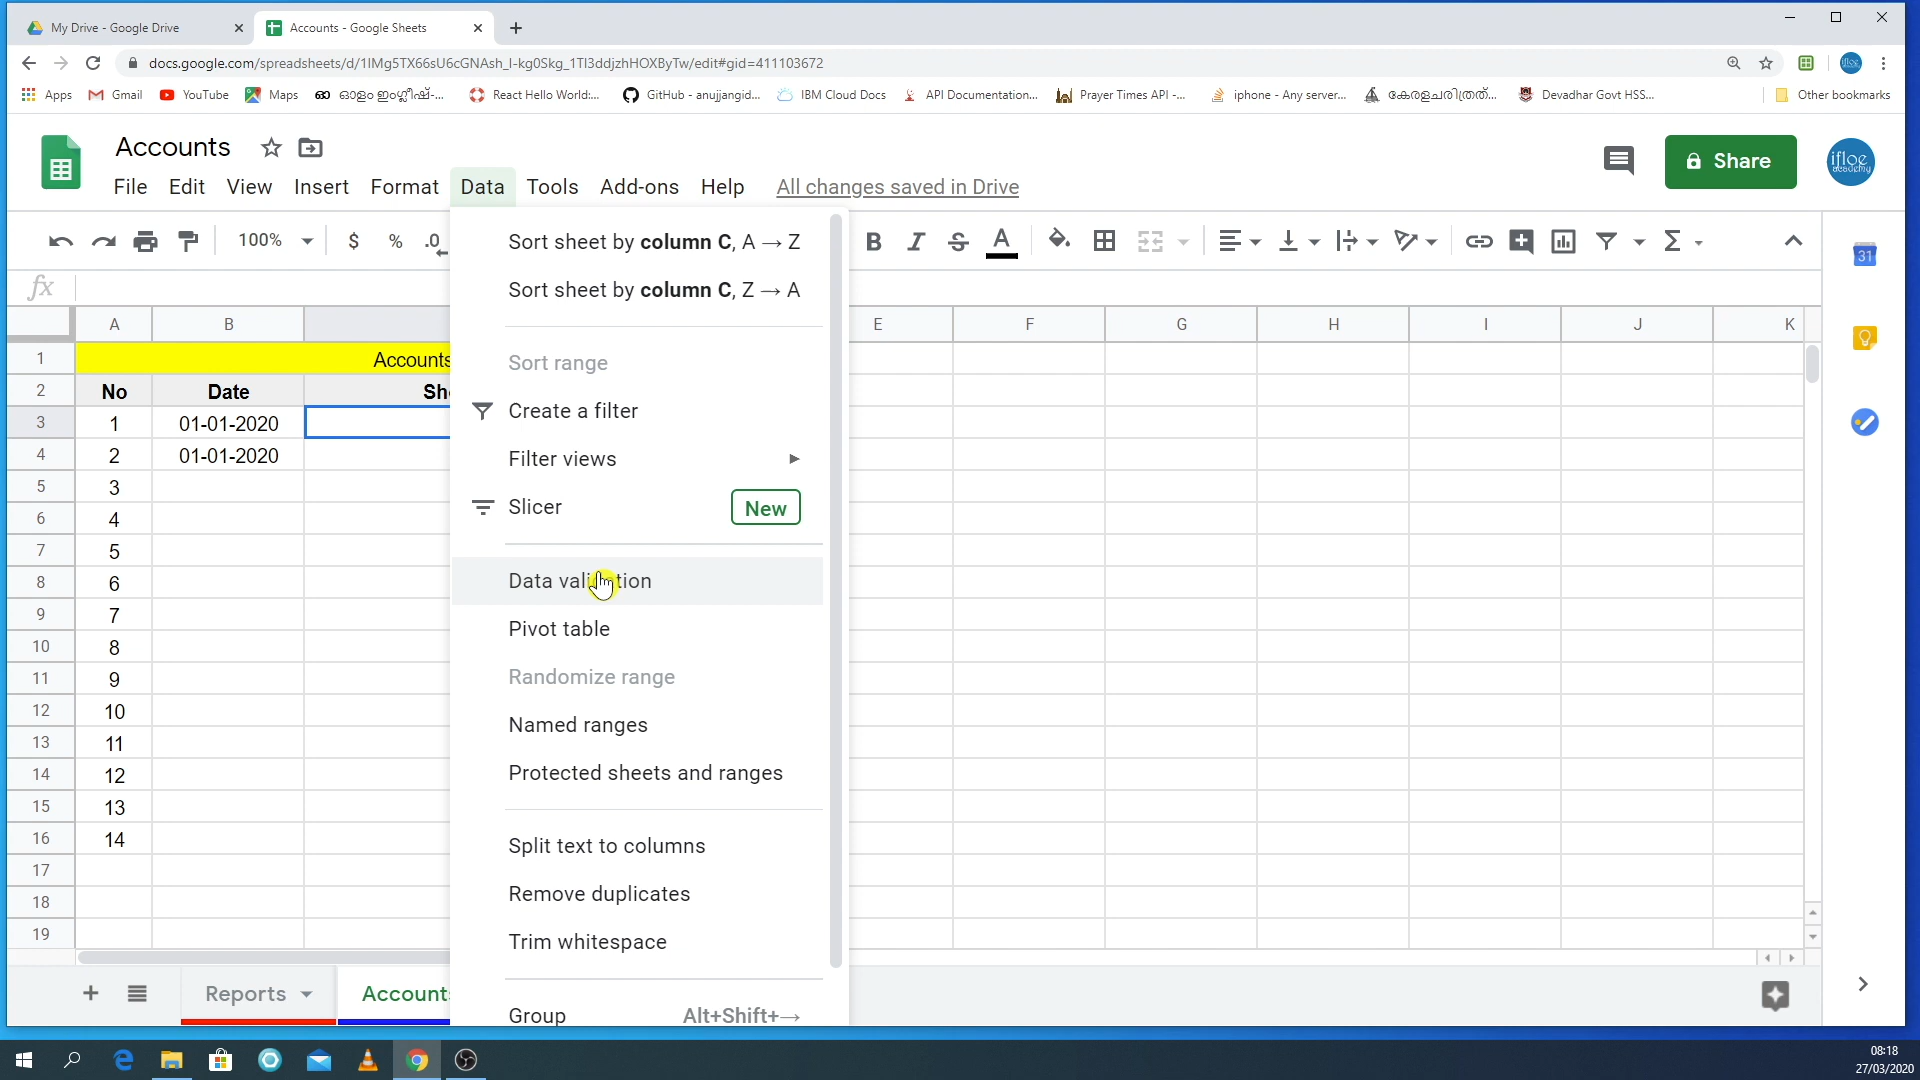 My Drive - Google Drive
Accounts - Google Sheets
docs.google.com/spreadsheets/d/1IMg5TX66sU6cGNAsh_I-kg0Skg_1TI3ddjzhHOXByTw/edit#gid=411103672
Apps Gmail YouTube Maps ഓളം ഇംഗ്ലീഷ്-... React Hello World:... GitHub - anujjangid... IBM Cloud Docs API Documentation... Prayer Times API -... iphone - Any server... കേരളചരിത്രത്... Devadhar Govt HSS... Other bookmarks
Accounts
Share
ifloe academy
File Edit View Insert Format Data Tools Add-ons Help All changes saved in Drive
100% $ % .0 B I S A
fx
A B E F G H I J K
1 Accounts
2 No Date Sh
3 1 01-01-2020
4 2 01-01-2020
5 3
6 4
7 5
8 6
9 7
10 8
11 9
12 10
13 11
14 12
15 13
16 14
17
18
19
Sort sheet by column C, A → Z
Sort sheet by column C, Z → A
Sort range
Create a filter
Filter views
Slicer New
Data validation
Pivot table
Randomize range
Named ranges
Protected sheets and ranges
Split text to columns
Remove duplicates
Trim whitespace
Group Alt+Shift+→
31
Reports Account
08:18
27/03/2020